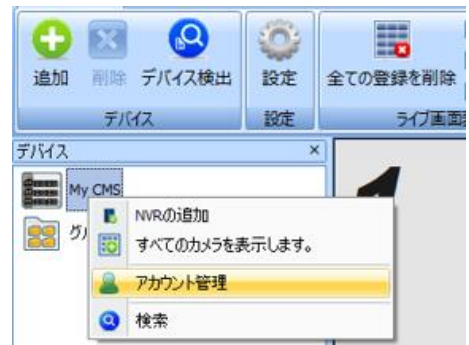 追加
削除
デバイス検出
設定
全ての登録を削除
デバイス
設定
ライブ画面
デバイス ×
My CMS
NVRの追加
すべてのカメラを表示します。
アカウント管理
検索